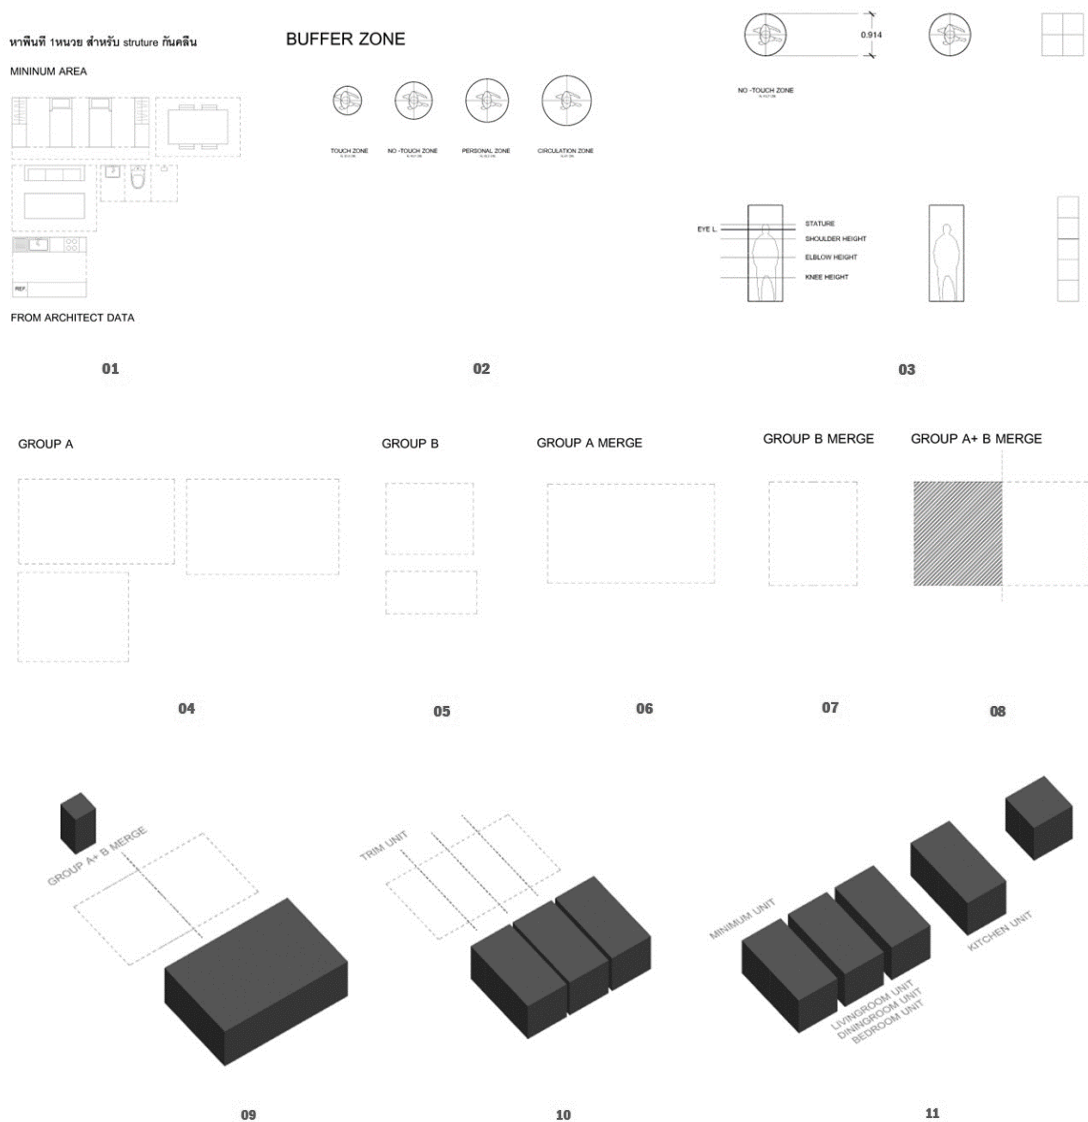 หาพืนที 1หนวย สำหรับ struture กันคลืน
MININUM AREA
REF.
FROM ARCHITECT DATA
01
BUFFER ZONE
TOUCH ZONE
NO -TOUCH ZONE
PERSONAL ZONE
CIRCULATION ZONE
02
0.914
NO -TOUCH ZONE
EYE L.
STATURE
SHOULDER HEIGHT
ELBLOW HEIGHT
KNEE HEIGHT
03
GROUP A
04
GROUP B
05
GROUP A MERGE
06
GROUP B MERGE
07
GROUP A+ B MERGE
08
GROUP A+ B MERGE
09
TRIM UNIT
10
MINIMUM UNIT
LIVINGROOM UNIT
DININGROOM UNIT
BEDROOM UNIT
KITCHEN UNIT
11